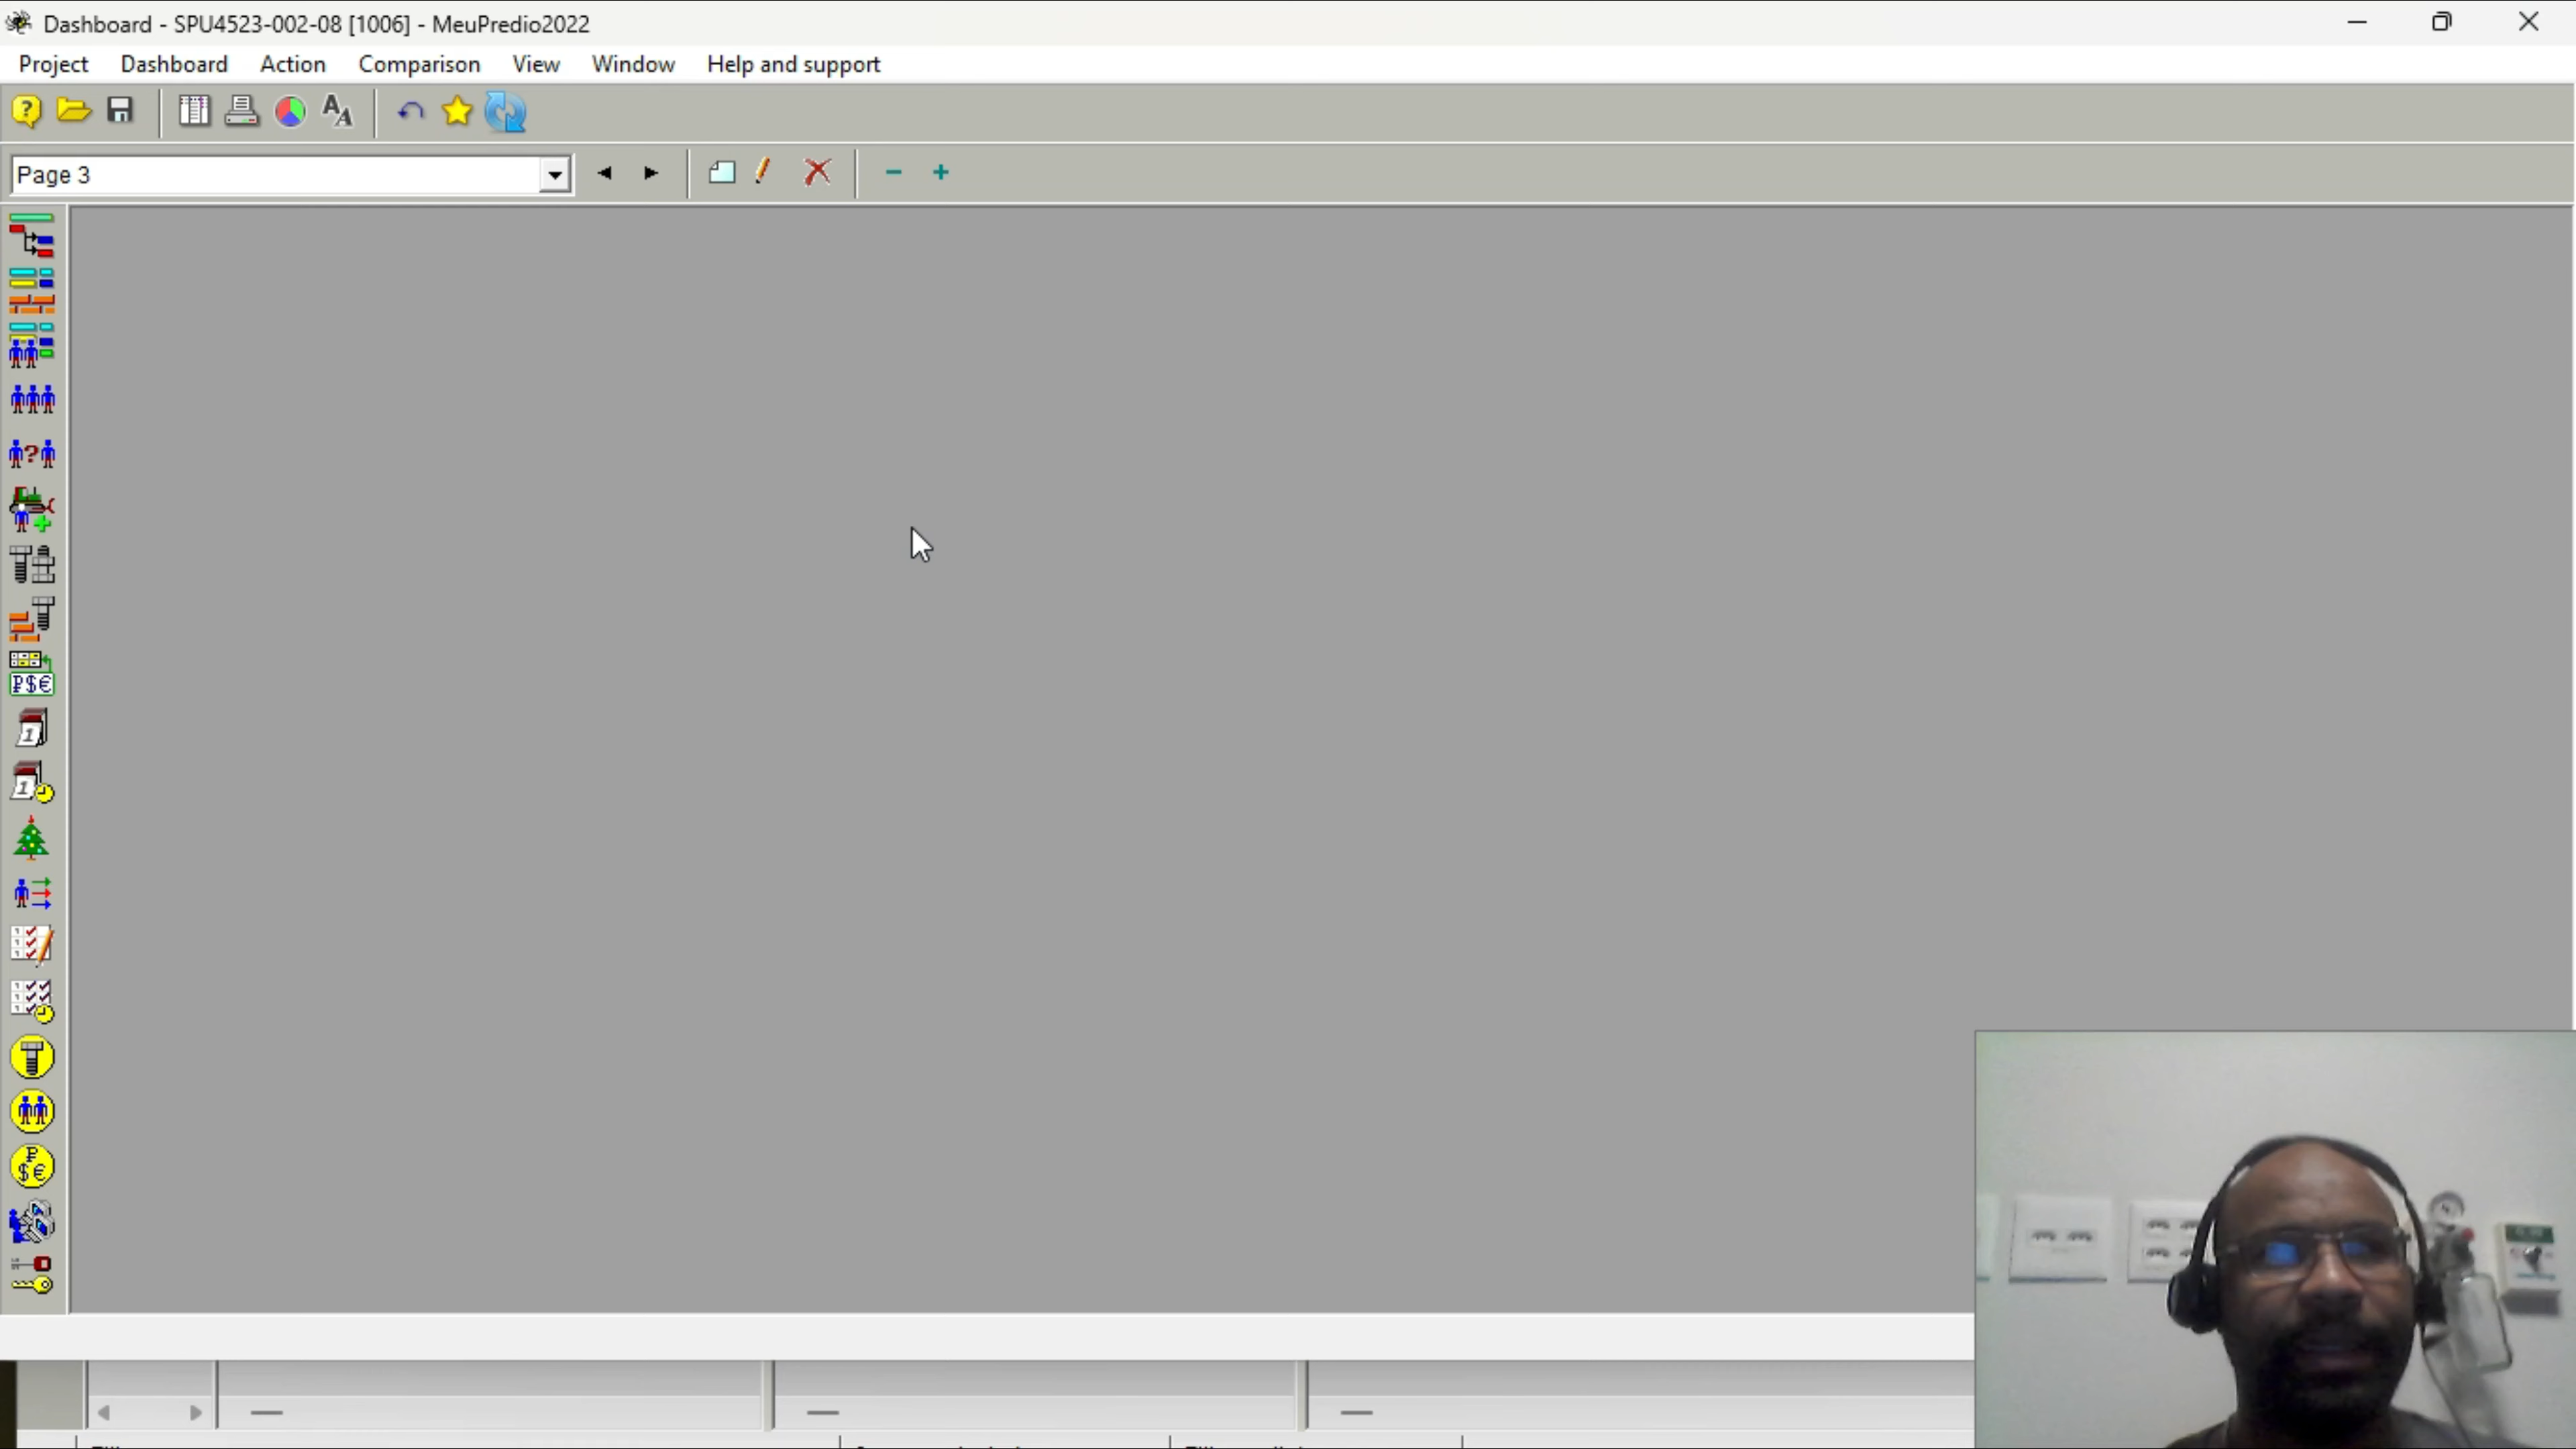 Dashboard - SPU4523-002-08 [1006] - MeuPredio2022
Project Dashboard Action Comparison View Window Help and support
Page 3